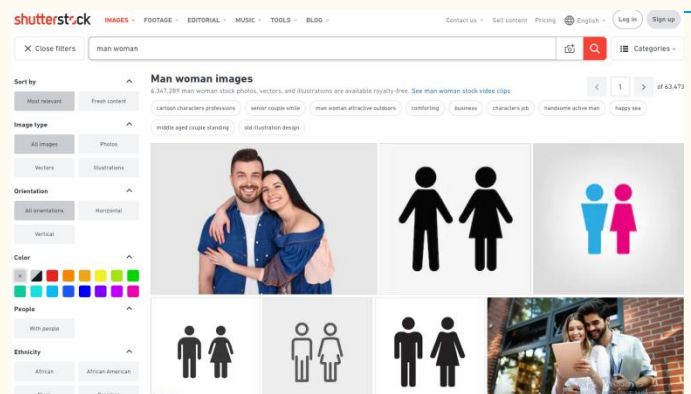 shutterstock IMAGES FOOTAGE EDITORIAL MUSIC TOOLS BLOG Contact us Sell content Pricing English Log in Sign up
X Close filters man woman Categories
Sort by
Most relevant Fresh content
Image type
All images Photos
Vectors Illustrations
Orientation
All orientations Horizontal
Vertical
Color
People
With people
Ethnicity
African African American
Man woman images
6,347,289 man woman stock photos, vectors, and illustrations are available royalty-free. See man woman stock video clips
1 of 63,473
cartoon characters professions senior couple smile man woman attractive outdoors comforting business characters job handsome active man happy sea
middle aged couple standing old illustration design